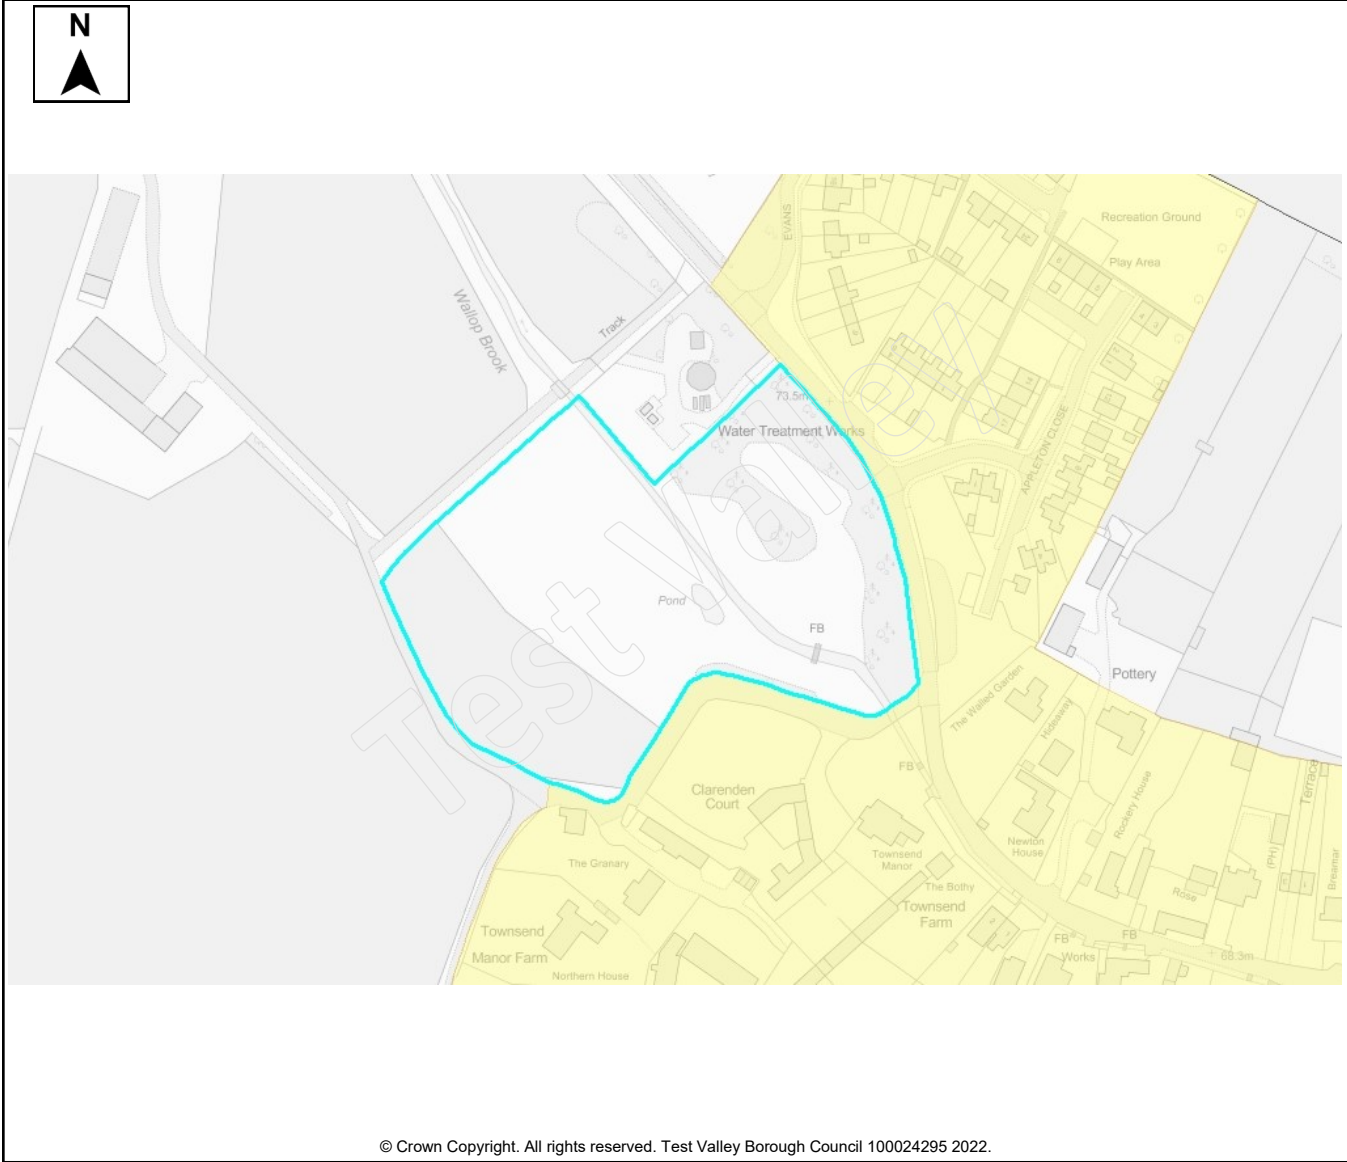 N
EVANS
Recreation Ground
Play Area
Wallop Brook
Track
73.5m
Water Treatment Works
APPLETON CLOSE
Pond
FB
Pottery
The Walled Garden
Hideaway
FB
Clarenden
Court
Rockery House
Terrace
Newton
House
(PH)
Breamar
The Granary
Townsend
Manor
The Bothy
Rose
Townsend
Farm
Townsend
Manor Farm
FB
Works
FB
68.3m
Northern House
Test Valley
© Crown Copyright. All rights reserved. Test Valley Borough Council 100024295 2022.